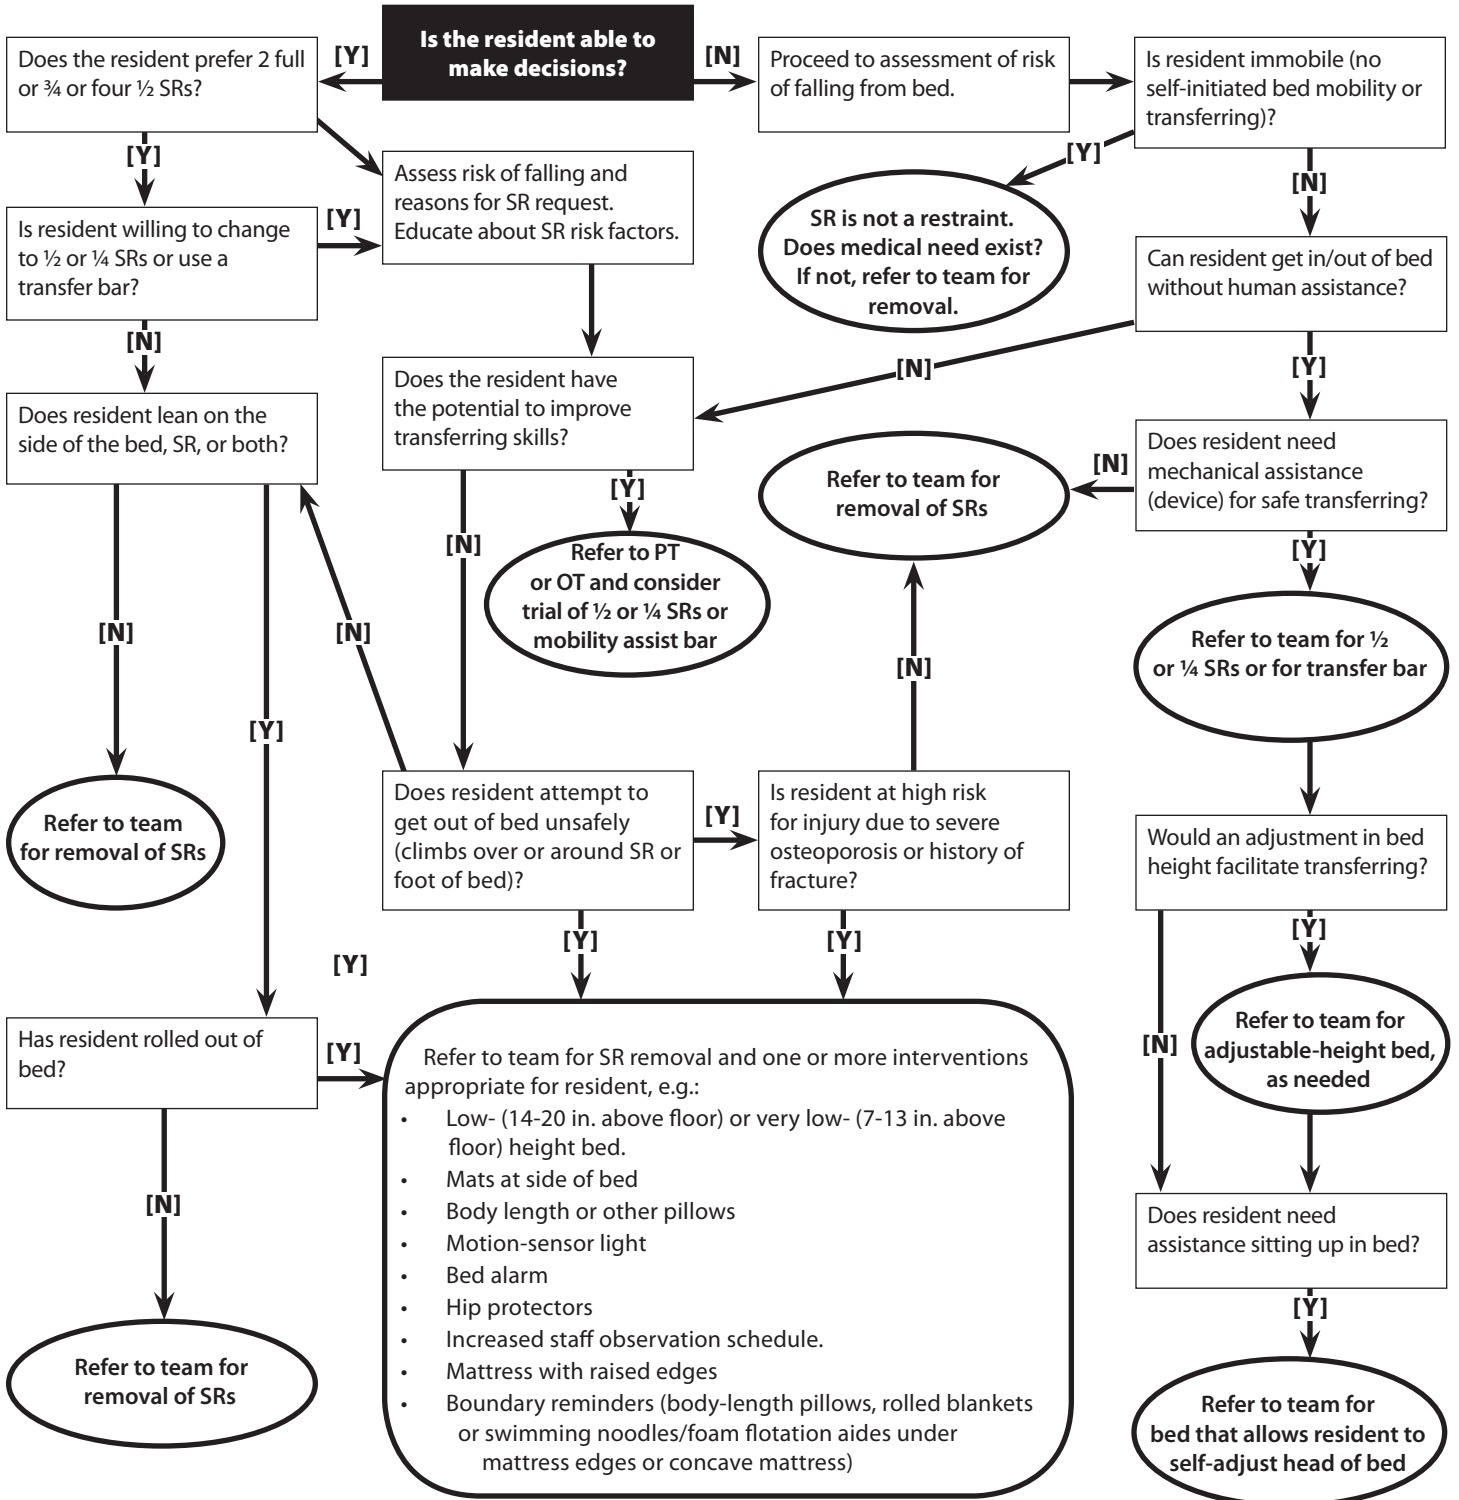 Is the resident able to
make decisions?
[Y]
[N]
Does the resident prefer 2 full
or ¾ or four ½ SRs?
Proceed to assessment of risk
of falling from bed.
Is resident immobile (no
self-initiated bed mobility or
transferring)?
[Y]
[Y]
[N]
Assess risk of falling and
reasons for SR request.
Educate about SR risk factors.
SR is not a restraint.
Does medical need exist?
If not, refer to team for
removal.
Is resident willing to change
to ½ or ¼ SRs or use a
transfer bar?
[Y]
[N]
Can resident get in/out of bed
without human assistance?
[N]
[Y]
Does resident lean on the
side of the bed, SR, or both?
Does the resident have
the potential to improve
transferring skills?
Does resident need
mechanical assistance
(device) for safe transferring?
[N]
Refer to team for
removal of SRs
[Y]
[N]
Refer to PT
or OT and consider
trial of ½ or ¼ SRs or
mobility assist bar
[Y]
Refer to team for ½
or ¼ SRs or for transfer bar
[N]
[N]
[N]
[Y]
Refer to team
for removal of SRs
Does resident attempt to
get out of bed unsafely
(climbs over or around SR or
foot of bed)?
[Y]
Is resident at high risk
for injury due to severe
osteoporosis or history of
fracture?
Would an adjustment in bed
height facilitate transferring?
[Y]
[Y]
[Y]
[Y]
[N]
Refer to team for
adjustable-height bed,
as needed
Has resident rolled out of
bed?
[Y]
[N]
Refer to team for
removal of SRs
Refer to team for SR removal and one or more interventions
appropriate for resident, e.g.:
• Low- (14-20 in. above floor) or very low- (7-13 in. above
floor) height bed.
• Mats at side of bed
• Body length or other pillows
• Motion-sensor light
• Bed alarm
• Hip protectors
• Increased staff observation schedule.
• Mattress with raised edges
• Boundary reminders (body-length pillows, rolled blankets
or swimming noodles/foam flotation aides under
mattress edges or concave mattress)
Does resident need
assistance sitting up in bed?
[Y]
Refer to team for
bed that allows resident to
self-adjust head of bed